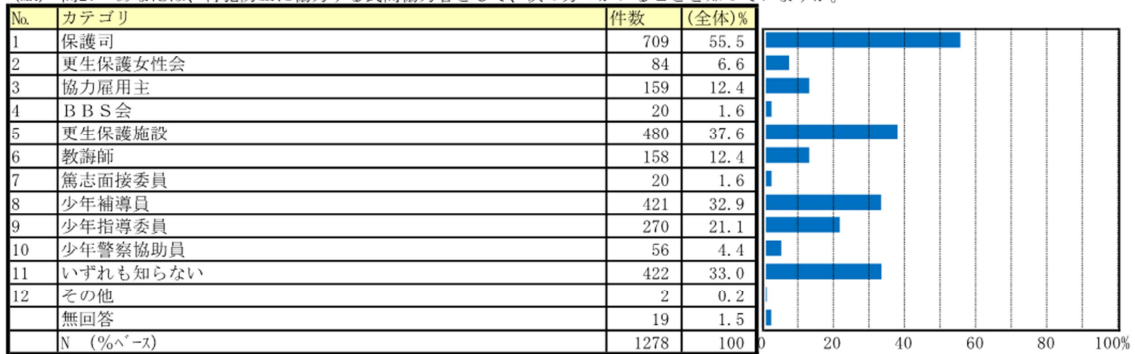 No. カテゴリ 件数 (全体)%
1 保護司 709 55.5
2 更生保護女性会 84 6.6
3 協力雇用主 159 12.4
4 ＢＢＳ会 20 1.6
5 更生保護施設 480 37.6
6 教誨師 158 12.4
7 篤志面接委員 20 1.6
8 少年補導員 421 32.9
9 少年指導委員 270 21.1
10 少年警察協助員 56 4.4
11 いずれも知らない 422 33.0
12 その他 2 0.2
無回答 19 1.5
N (%ﾍﾞｰｽ) 1278 100
0 20 40 60 80 100%